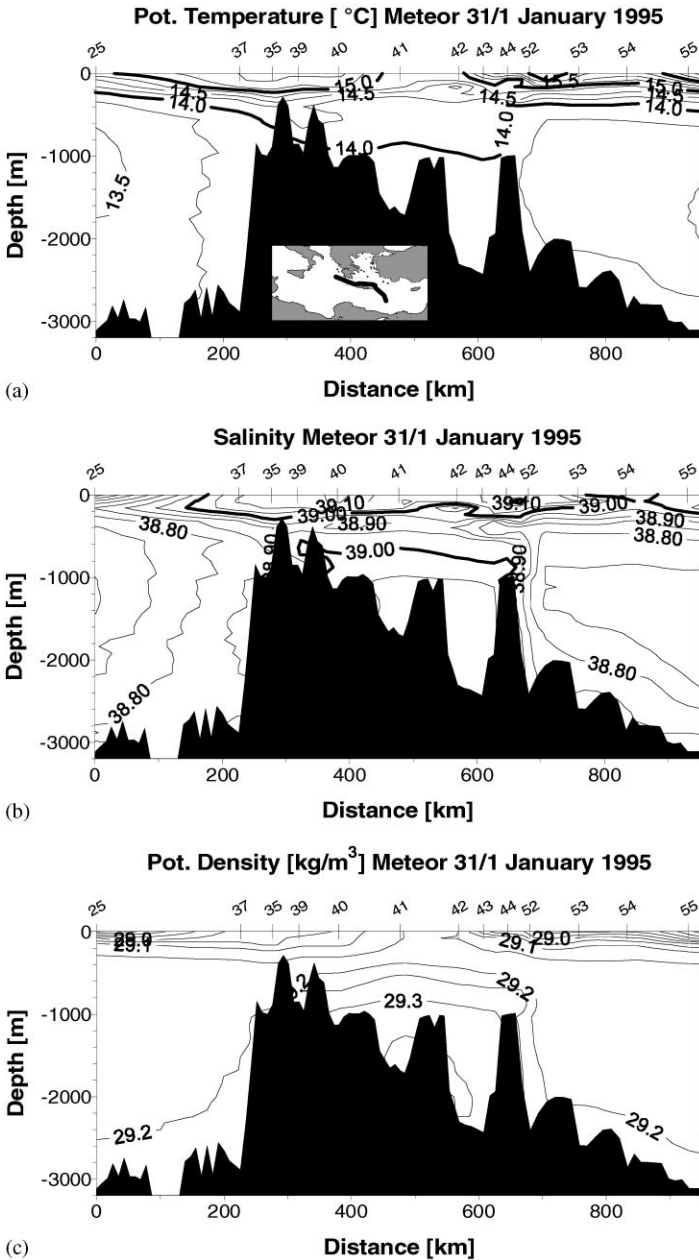 Pot. Temperature [ °C] Meteor 31/1 January 1995
25 37 35 39 40 41 42 43 44 52 53 54 55
0
-1000
-2000
-3000
Depth [m]
15.0
14.5
14.0
14.0
14.0
13.5
15.5
15.0
14.5
14.0
0 200 400 600 800
Distance [km]
(a)
Salinity Meteor 31/1 January 1995
25 37 35 39 40 41 42 43 44 52 53 54 55
0
-1000
-2000
-3000
Depth [m]
39.10
39.00
38.90
39.10
39.00
38.90
38.80
38.80
38.90
39.00
38.90
38.80
38.80
0 200 400 600 800
Distance [km]
(b)
Pot. Density [kg/m³] Meteor 31/1 January 1995
25 37 35 39 40 41 42 43 44 52 53 54 55
0
-1000
-2000
-3000
Depth [m]
29.0
29.1
29.0
29.1
29.2
29.2
29.3
29.2
29.2
0 200 400 600 800
Distance [km]
(c)